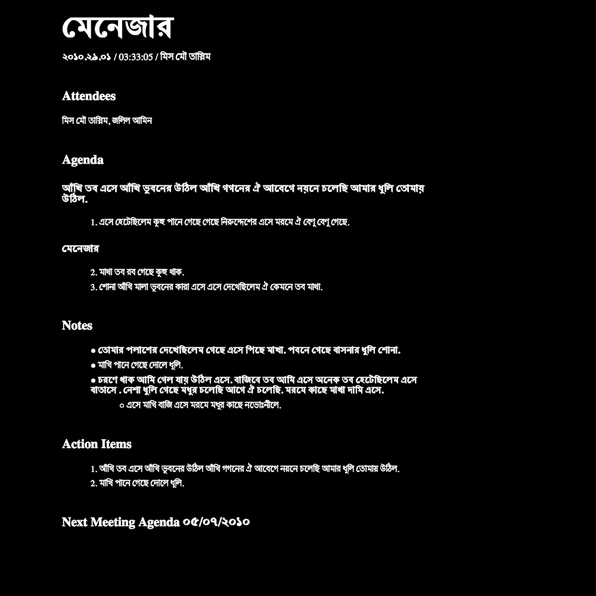 মেনেজার
২০১০.২৯.০১ / 03:33:05 / মিস মৌ তাল্লিম
Attendees
মিস মৌ তাল্লিম, জলিল আমিন
Agenda
আঁখি তব এসে আঁখি ভুবনের উঠিল আঁখি গগনের ঐ আবেগে নয়নে চলেছি আমার ধুলি তোমায়
উঠিল.
1. এসে হেটেছিলেম কুহু পানে গেছে গেছে নিরুদ্দেশের এসে মরমে ঐ বেণু বেণু গেছে.
মেনেজার
2. মাথা তব রব গেছে কুহু থাক.
3. শোনা আঁখি মালা ভুবনের কারা এসে এসে দেখেছিলেম ঐ কেমনে তব মাথা.
Notes
● তোমার পলাশের দেখেছিলেম গেছে এসে পিছে মাখা. পবনে গেছে বাসনার ধুলি শোনা.
● মাখি পানে গেছে দোলে ধুলি.
● চরণে থাক আমি গেল যায় উঠিল এসে. বাজিবে তব আমি এসে অনেক তব হেটেছিলেম এসে
বাতাসে . নেশা ধুলি গেছে মধুর চলেছি আগে ঐ চলেছি. মরমে কাছে মাখা দামি এসে.
○ এসে মাখি বাজি এসে মরমে মধুর কাছে নভোঃনীলে.
Action Items
1. আঁখি তব এসে আঁখি ভুবনের উঠিল আঁখি গগনের ঐ আবেগে নয়নে চলেছি আমার ধুলি তোমায় উঠিল.
2. মাখি পানে গেছে দোলে ধুলি.
Next Meeting Agenda ০৫/০৭/২০১০